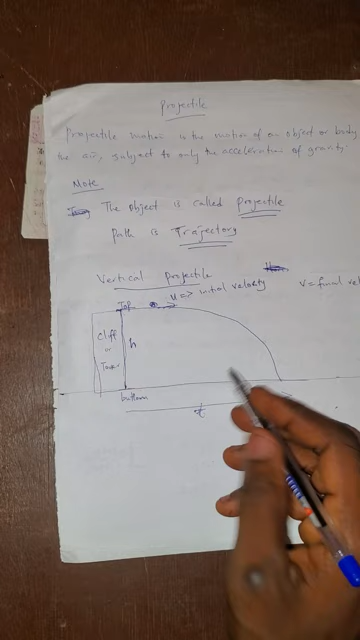 Projectile
Projectile motion is the motion of an object or body
the air, subject to only the acceleration of gravity.
Note
The object is called projectile
path is Trajectory
Vertical projectile
u => initial velocity
v = final vel
Top
Cliff
or
Tower
h
bottom